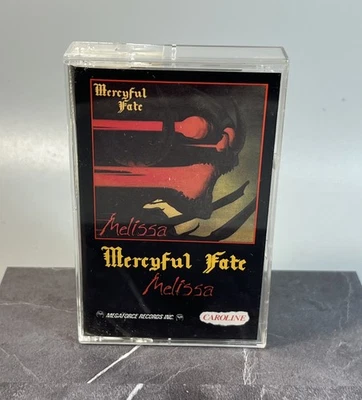 Mercyful
Fate
Melissa
Mercyful Fate
Melissa
MEGAFORCE RECORDS INC.
CAROLINE